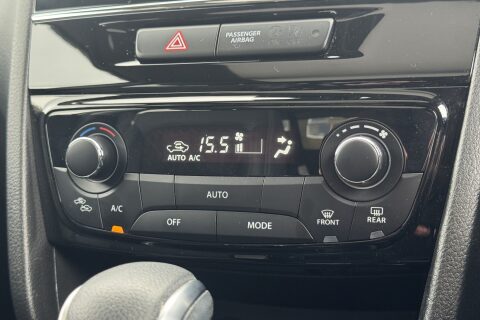 PASSENGER
AIRBAG
15.5
AUTO A/C
AUTO
A/C
OFF
MODE
FRONT
REAR